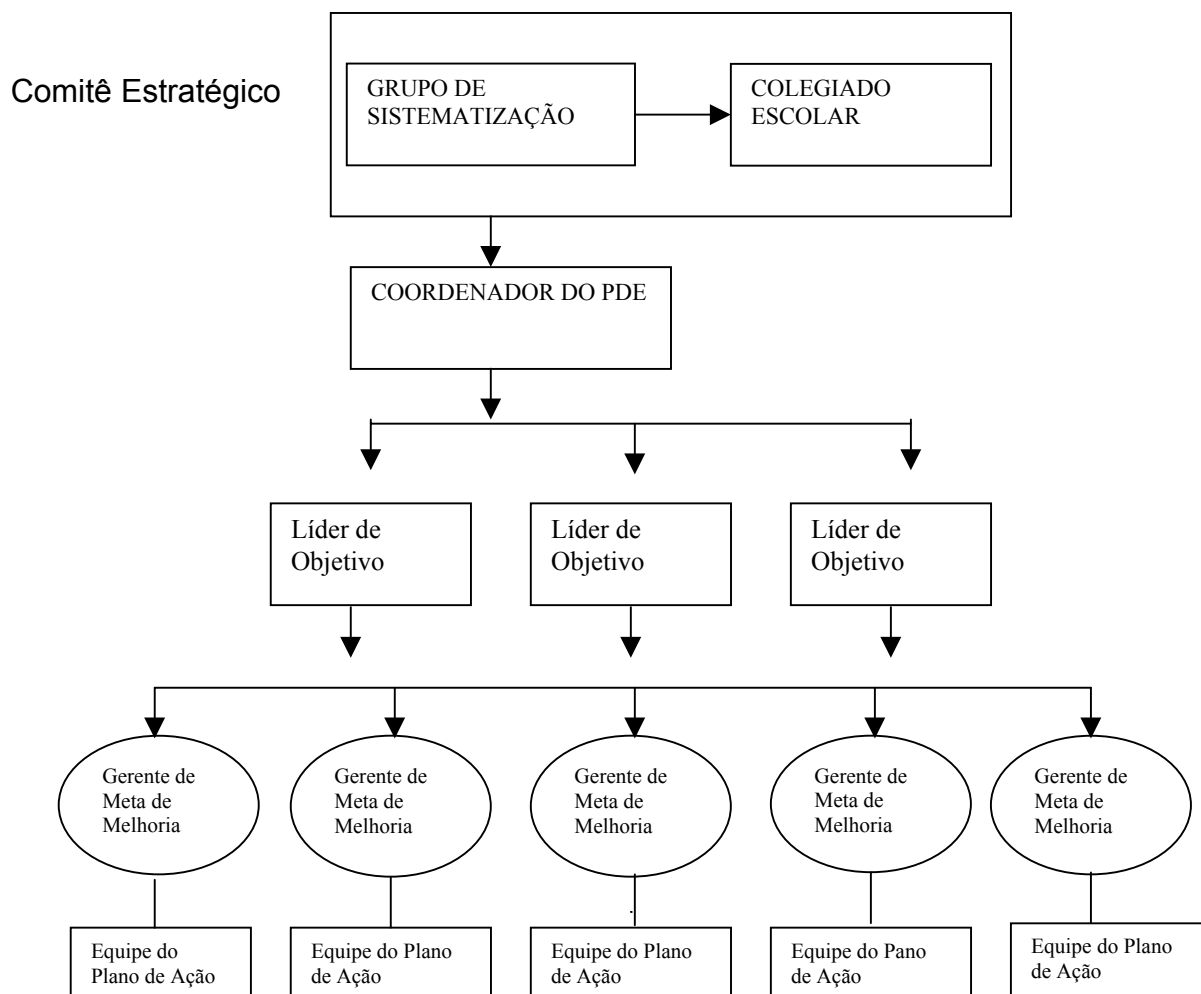 Comitê Estratégico
GRUPO DE
SISTEMATIZAÇÃO
COLEGIADO
ESCOLAR
COORDENADOR DO PDE
Líder de
Objetivo
Líder de
Objetivo
Líder de
Objetivo
Gerente de
Meta de
Melhoria
Gerente de
Meta de
Melhoria
Gerente de
Meta de
Melhoria
Gerente de
Meta de
Melhoria
Gerente de
Meta de
Melhoria
Equipe do
Plano de Ação
Equipe do Plano
de Ação
Equipe do Plano
de Ação
Equipe do Pano
de Ação
Equipe do Plano
de Ação